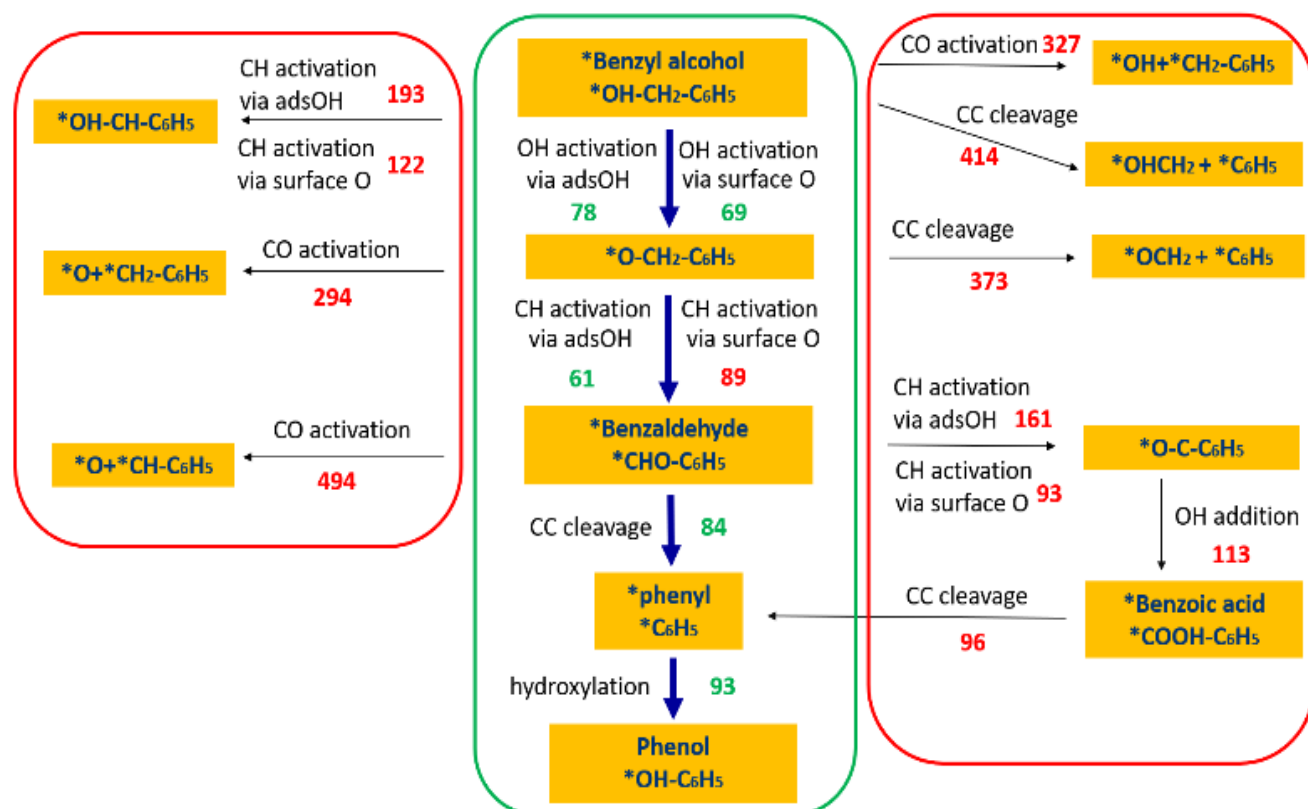 CH activation
via adsOH 193
*OH-CH-C6H5
CH activation
via surface O 122
CO activation
*O+*CH2-C6H5
294
CO activation
*O+*CH-C6H5
494
*Benzyl alcohol
*OH-CH2-C6H5
OH activation
via adsOH
78
OH activation
via surface O
69
*O-CH2-C6H5
CH activation
via adsOH
61
CH activation
via surface O
89
*Benzaldehyde
*CHO-C6H5
CC cleavage 84
*phenyl
*C6H5
hydroxylation 93
Phenol
*OH-C6H5
CO activation 327
*OH+*CH2-C6H5
CC cleavage
414
*OHCH2 + *C6H5
CC cleavage
373
*OCH2 + *C6H5
CH activation
via adsOH 161
CH activation
via surface O 93
*O-C-C6H5
OH addition
113
*Benzoic acid
*COOH-C6H5
CC cleavage
96